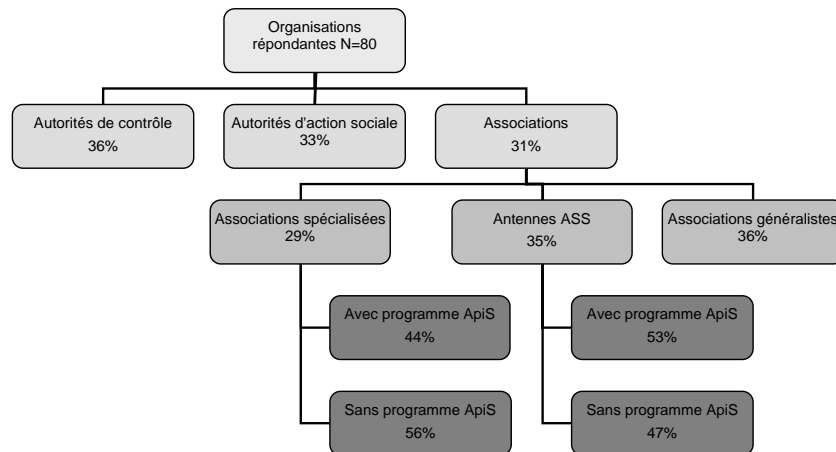 Organisations
répondantes N=80
Autorités de contrôle
36%
Autorités d'action sociale
33%
Associations
31%
Associations spécialisées
29%
Antennes ASS
35%
Associations généralistes
36%
Avec programme ApiS
44%
Avec programme ApiS
53%
Sans programme ApiS
56%
Sans programme ApiS
47%